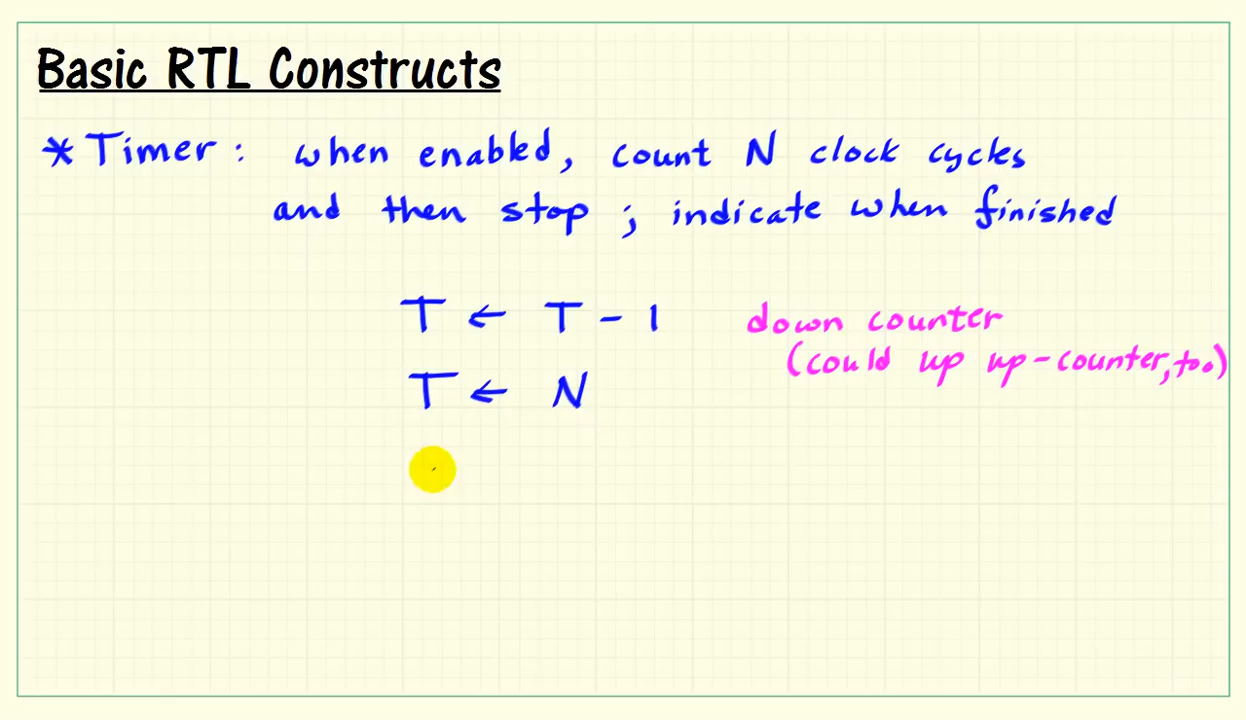 Basic RTL Constructs
* Timer: when enabled, count N clock cycles
and then stop; indicate when finished
T ← T - 1 down counter
(could up up-counter, too)
T ← N